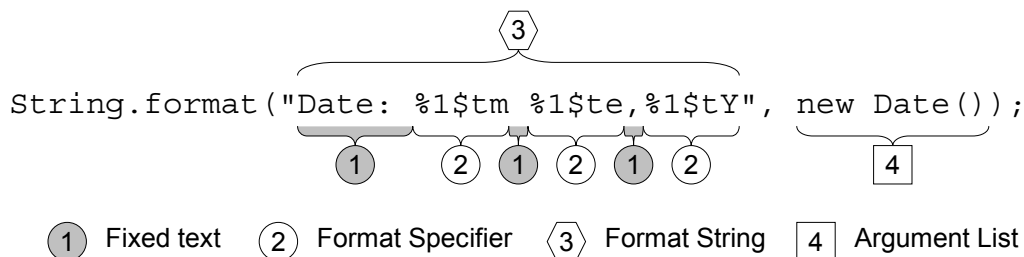 3
String.format("Date: %1$tm %1$te,%1$tY", new Date());
1 2 1 2 1 2 4
1 Fixed text 2 Format Specifier 3 Format String 4 Argument List